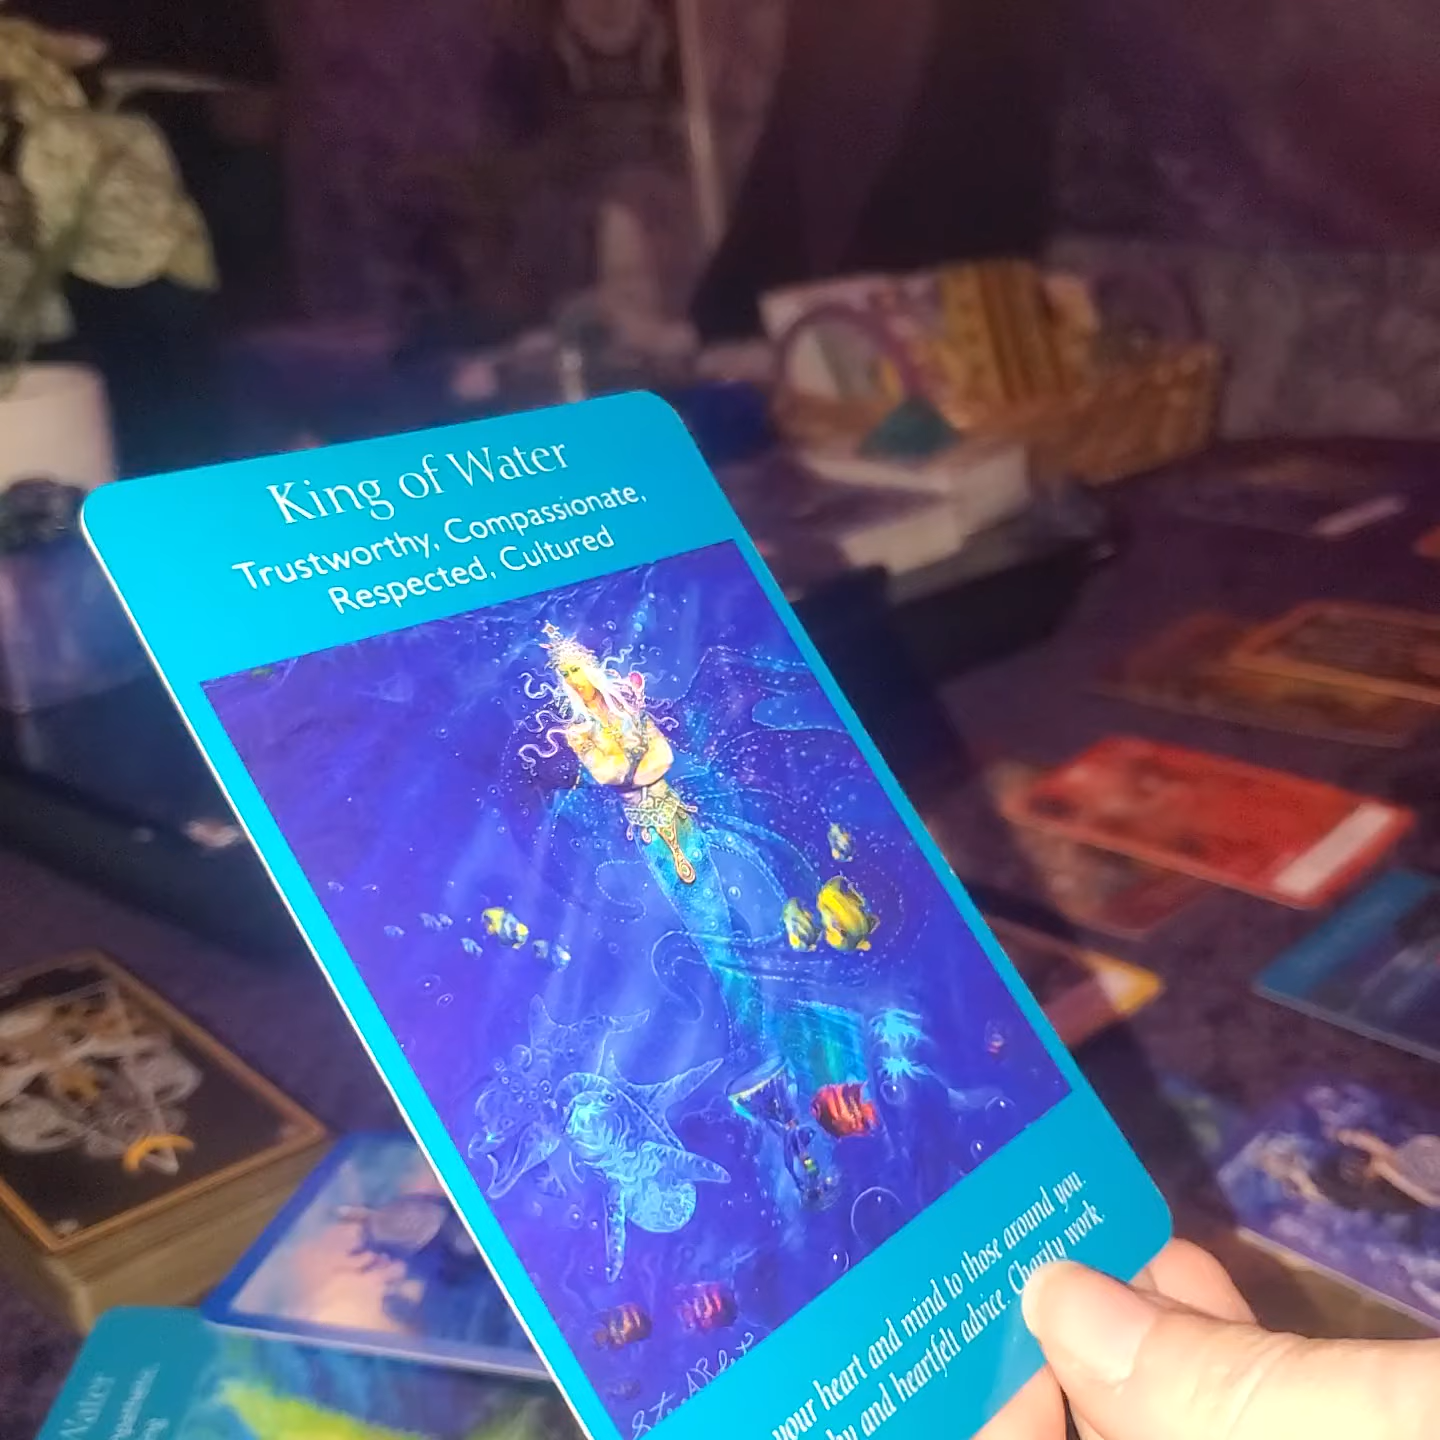 King of Water
Trustworthy, Compassionate,
Respected, Cultured
your heart and mind to those around you.
and heartfelt advice. Charity work
Water